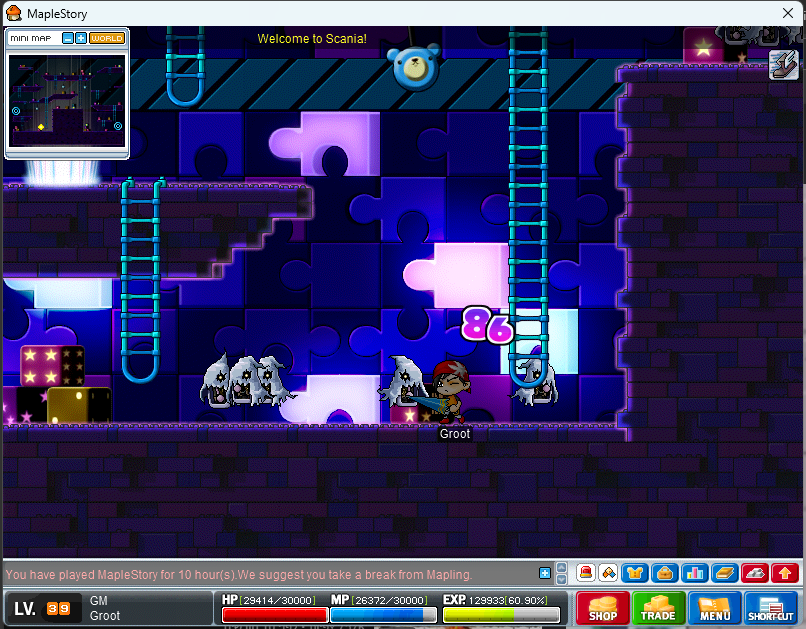 MapleStory
MINI MAP
WORLD
Welcome to Scania!
86
Groot
You have played MapleStory for 10 hour(s).We suggest you take a break from Mapling.
LV. 39
GM
Groot
HP[29414/30000]
MP[26372/30000]
EXP 129933[60.90%]
SHOP
TRADE
MENU
SHORTCUT